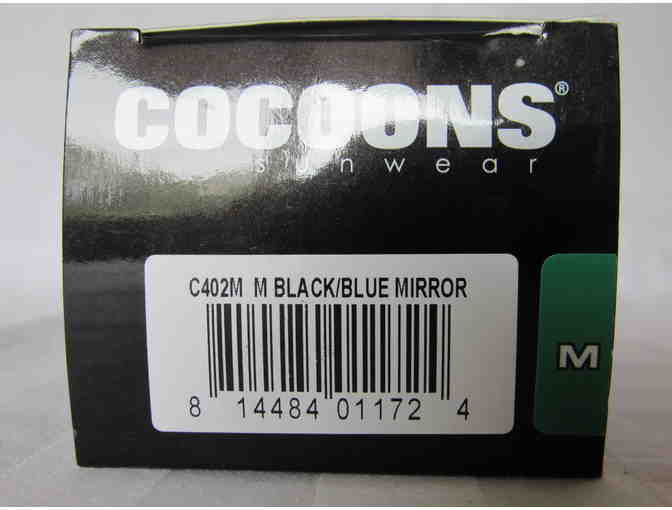 COCOONS®
sunwear
C402M M BLACK/BLUE MIRROR
8 14484 01172 4
M